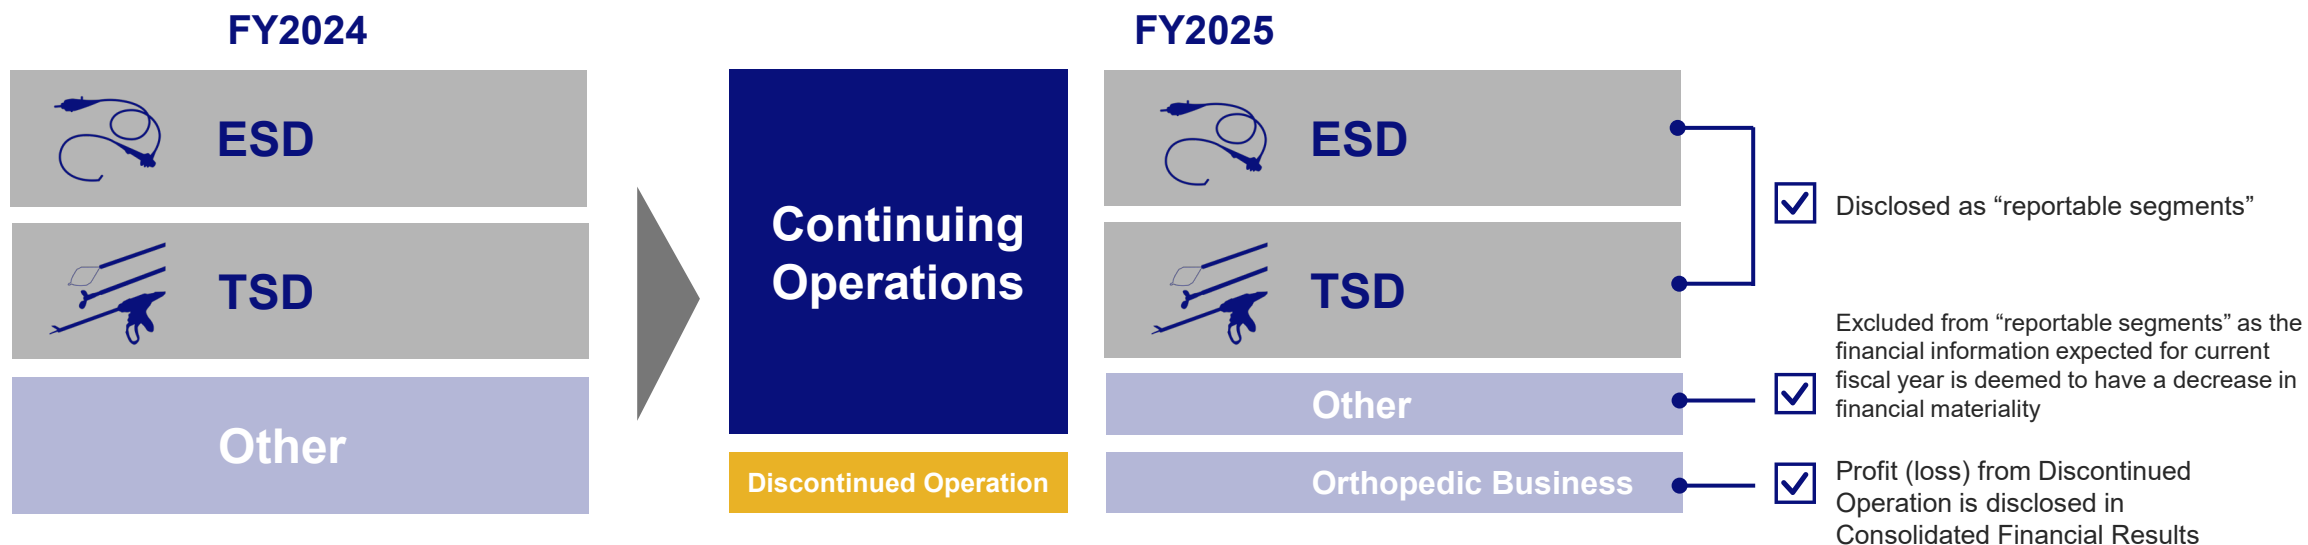 FY2024
ESD
TSD
Other
Continuing
Operations
Discontinued Operation
FY2025
ESD
TSD
Other
Orthopedic Business
Disclosed as “reportable segments”
Excluded from “reportable segments” as the
financial information expected for current
fiscal year is deemed to have a decrease in
financial materiality
Profit (loss) from Discontinued
Operation is disclosed in
Consolidated Financial Results